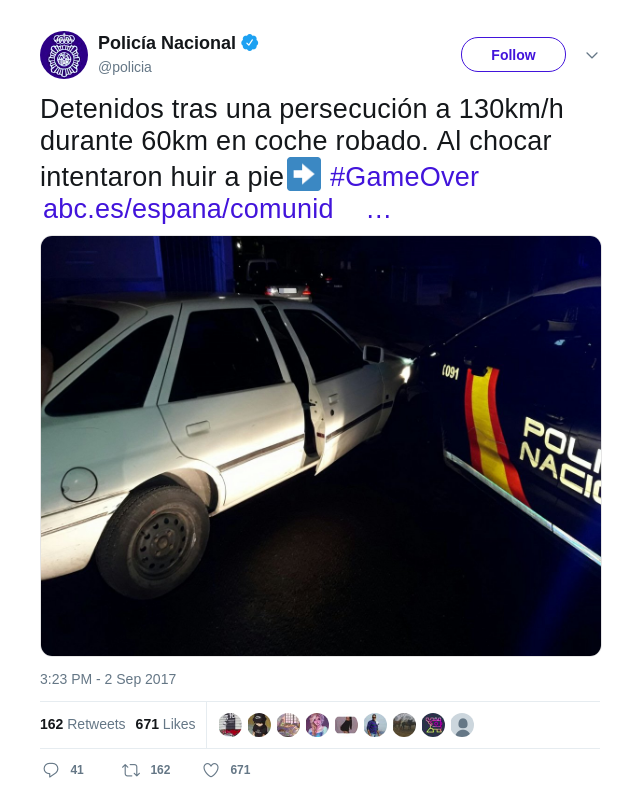 Policía Nacional
@policia
Follow
Detenidos tras una persecución a 130km/h
durante 60km en coche robado. Al chocar
intentaron huir a pie➡️ #GameOver
abc.es/espana/comunid …
091
POLI
NACIO
3:23 PM - 2 Sep 2017
162 Retweets 671 Likes
41 162 671